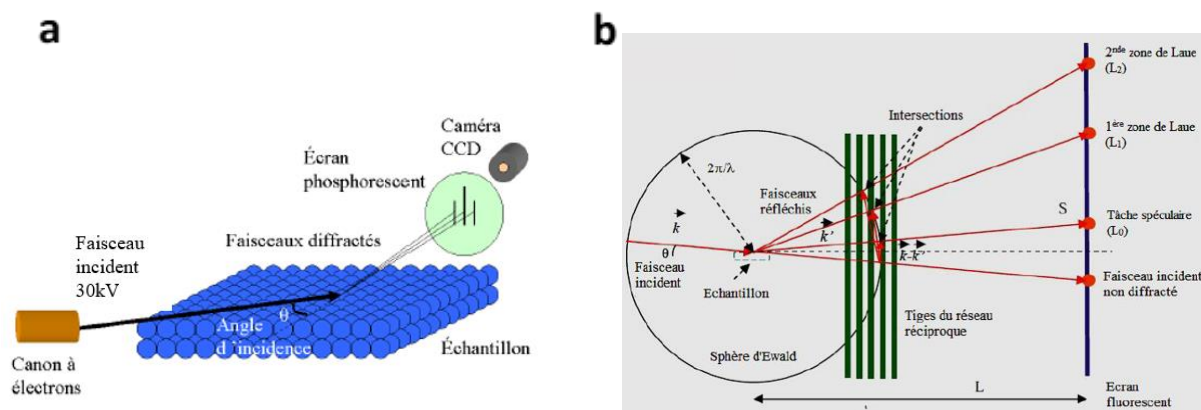 a
Caméra
CCD
Écran
phosphorescent
Faisceaux diffractés
Faisceau
incident
30kV
θ
Angle
d 'incidence
Échantillon
Canon à
électrons
b
2nde zone de Laue
(L2)
Intersections
1ère zone de Laue
(L1)
2π/λ
Faisceaux
réfléchis
k
k'
S
Tâche spéculaire
(L0)
θ
k-k'
Faisceau
incident
Faisceau incident
non diffracté
Echantillon
Tiges du réseau
réciproque
Sphère d'Ewald
L
Ecran
fluorescent